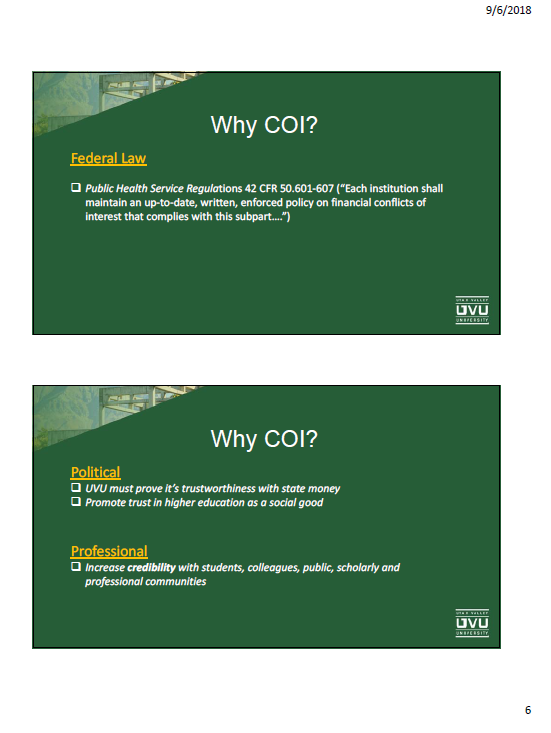 9/6/2018
Why COI?
Federal Law
❑ Public Health Service Regulations 42 CFR 50.601-607 (“Each institution shall
maintain an up-to-date, written, enforced policy on financial conflicts of
interest that complies with this subpart….”)
UTAH VALLEY
UVU
UNIVERSITY
Why COI?
Political
❑ UVU must prove it’s trustworthiness with state money
❑ Promote trust in higher education as a social good
Professional
❑ Increase credibility with students, colleagues, public, scholarly and
professional communities
UTAH VALLEY
UVU
UNIVERSITY
6